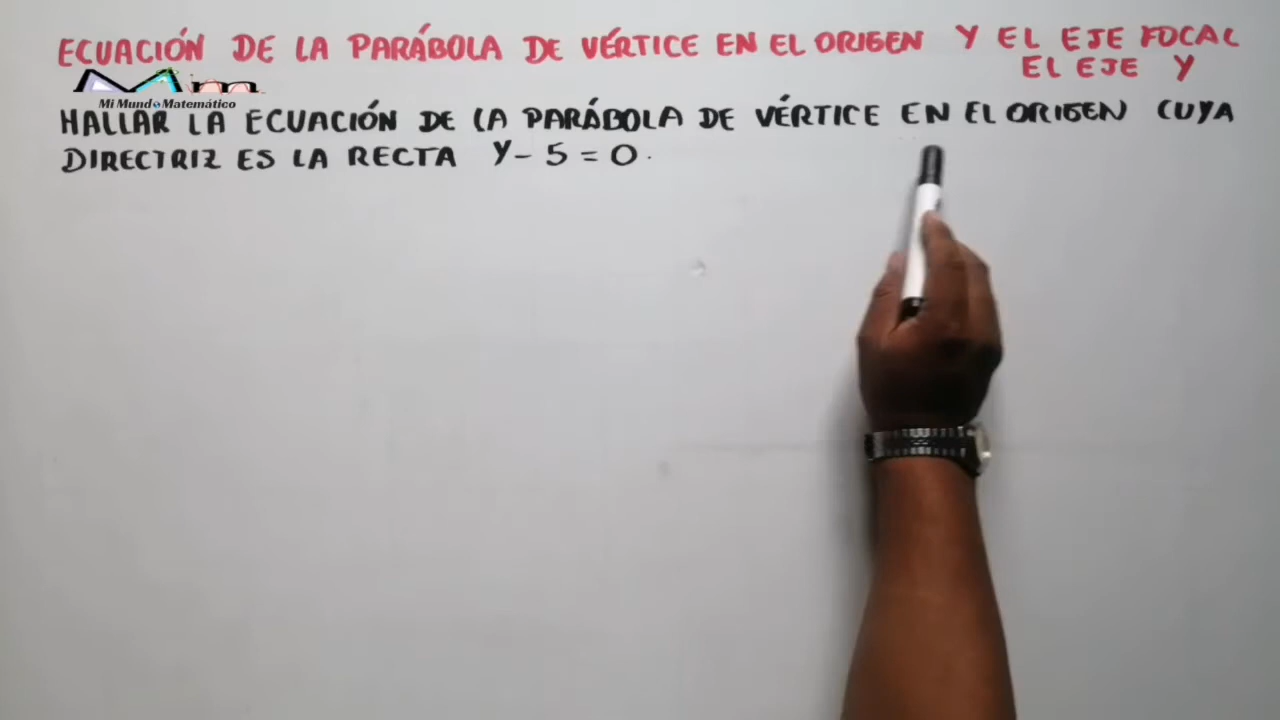 ECUACIÓN DE LA PARÁBOLA DE VÉRTICE EN EL ORIGEN Y EL EJE FOCAL
EL EJE Y
Mi Mundo Matemático
HALLAR LA ECUACIÓN DE LA PARÁBOLA DE VÉRTICE EN EL ORIGEN CUYA
DIRECTRIZ ES LA RECTA Y - 5 = 0.